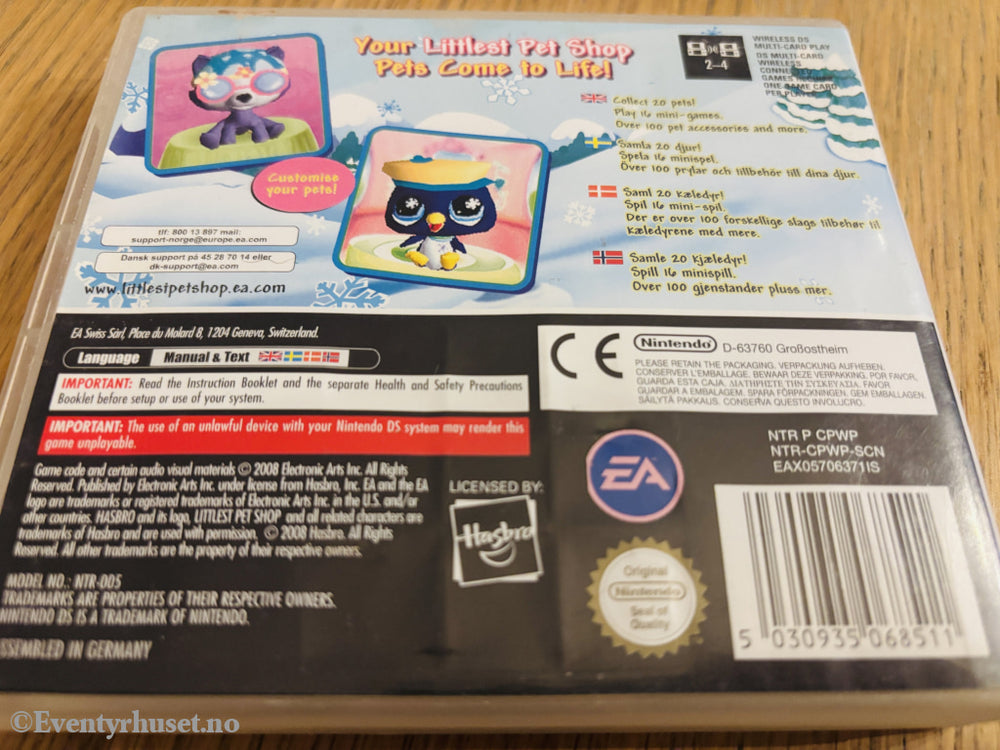 Your Littlest Pet Shop
Pets Come to Life!
2-4
WIRELESS DS
MULTI-CARD PLAY
DS MULTI-CARD
WIRELESS
GAMES
ONE GAME CARD
PER PLAYER
Customise
your pets!
Collect 20 pets!
Play 16 mini-games.
Over 100 pet accessories and more.
Samla 20 djur!
Spela 16 minispel.
Över 100 prylar och tillbehör till dina djur.
Saml 20 kæledyr!
Spil 16 mini-spil.
Der er over 100 forskellige slags tilbehør til
kæledyrene med mere.
Samle 20 kjæledyr!
Spill 16 minispill.
Over 100 gjenstander pluss mer.
tlf: 800 13 897 mail:
support-norge@europe.ea.com
Dansk support på 45 28 70 14 eller
dk-support@ea.com
www.littlestpetshop.ea.com
EA Swiss Sàrl, Place du Molard 8, 1204 Geneva, Switzerland.
Language Manual & Text
IMPORTANT: Read the Instruction Booklet and the separate Health and Safety Precautions
Booklet before setup or use of your system.
IMPORTANT: The use of an unlawful device with your Nintendo DS system may render this
game unplayable.
Game code and certain audio visual materials © 2008 Electronic Arts Inc. All Rights
Reserved. Published by Electronic Arts Inc. under license from Hasbro, Inc. EA and the EA
logo are trademarks or registered trademarks of Electronic Arts Inc. in the U.S. and/or
other countries. HASBRO and its logo, LITTLEST PET SHOP and all related characters are
trademarks of Hasbro and are used with permission. © 2008 Hasbro. All Rights
Reserved. All other trademarks are the property of their respective owners.
MODEL NO.: NTR-005
TRADEMARKS ARE PROPERTIES OF THEIR RESPECTIVE OWNERS.
NINTENDO DS IS A TRADEMARK OF NINTENDO.
SSEMBLED IN GERMANY
LICENSED BY:
Hasbro
CE
Nintendo D-63760 Großostheim
PLEASE RETAIN THE PACKAGING. VERPACKUNG AUFHEBEN.
CONSERVER L'EMBALLAGE. BEWAAR DEZE VERPAKKING. POR FAVOR,
GUARDA ESTA CAJA. ΔΙΑΤΗΡΗΣΤΕ ΤΗΝ ΣΥΣΚΕΥΑΣΙΑ. FAVOR
GUARDAR A EMBALAGEM. SPARA FÖRPACKNINGEN. GEM EMBALLAGEN.
SÄILYTÄ PAKKAUS. CONSERVA QUESTO INVOLUCRO.
EA
NTR P CPWP
NTR-CPWP-SCN
EAX05706371IS
Original
Nintendo
Seal of
Quality
5 030935 068511
©Eventyrhuset.no